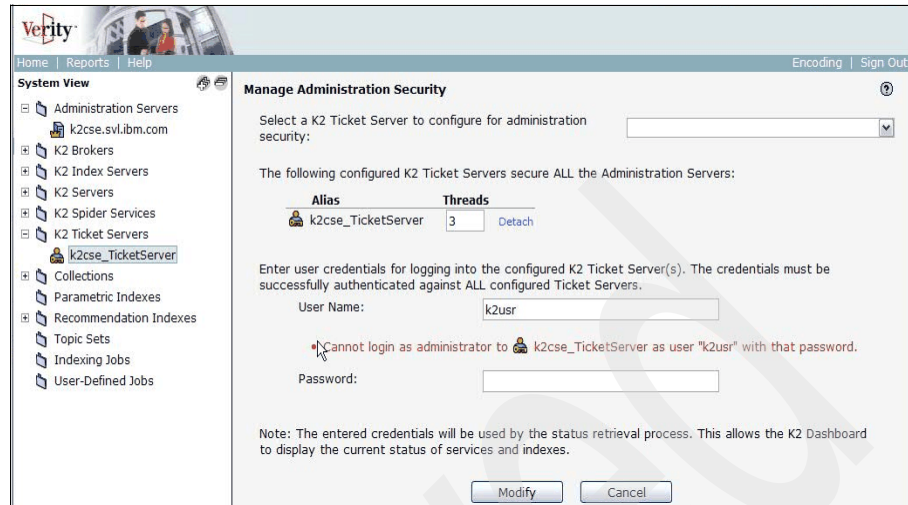 Verity
Home | Reports | Help
Encoding | Sign Out
System View
Administration Servers
k2cse.svl.ibm.com
K2 Brokers
K2 Index Servers
K2 Servers
K2 Spider Services
K2 Ticket Servers
k2cse_TicketServer
Collections
Parametric Indexes
Recommendation Indexes
Topic Sets
Indexing Jobs
User-Defined Jobs
Manage Administration Security
Select a K2 Ticket Server to configure for administration
security:
The following configured K2 Ticket Servers secure ALL the Administration Servers:
Alias Threads
k2cse_TicketServer 3 Detach
Enter user credentials for logging into the configured K2 Ticket Server(s). The credentials must be
successfully authenticated against ALL configured Ticket Servers.
User Name: k2usr
• Cannot login as administrator to k2cse_TicketServer as user "k2usr" with that password.
Password:
Note: The entered credentials will be used by the status retrieval process. This allows the K2 Dashboard
to display the current status of services and indexes.
Modify Cancel